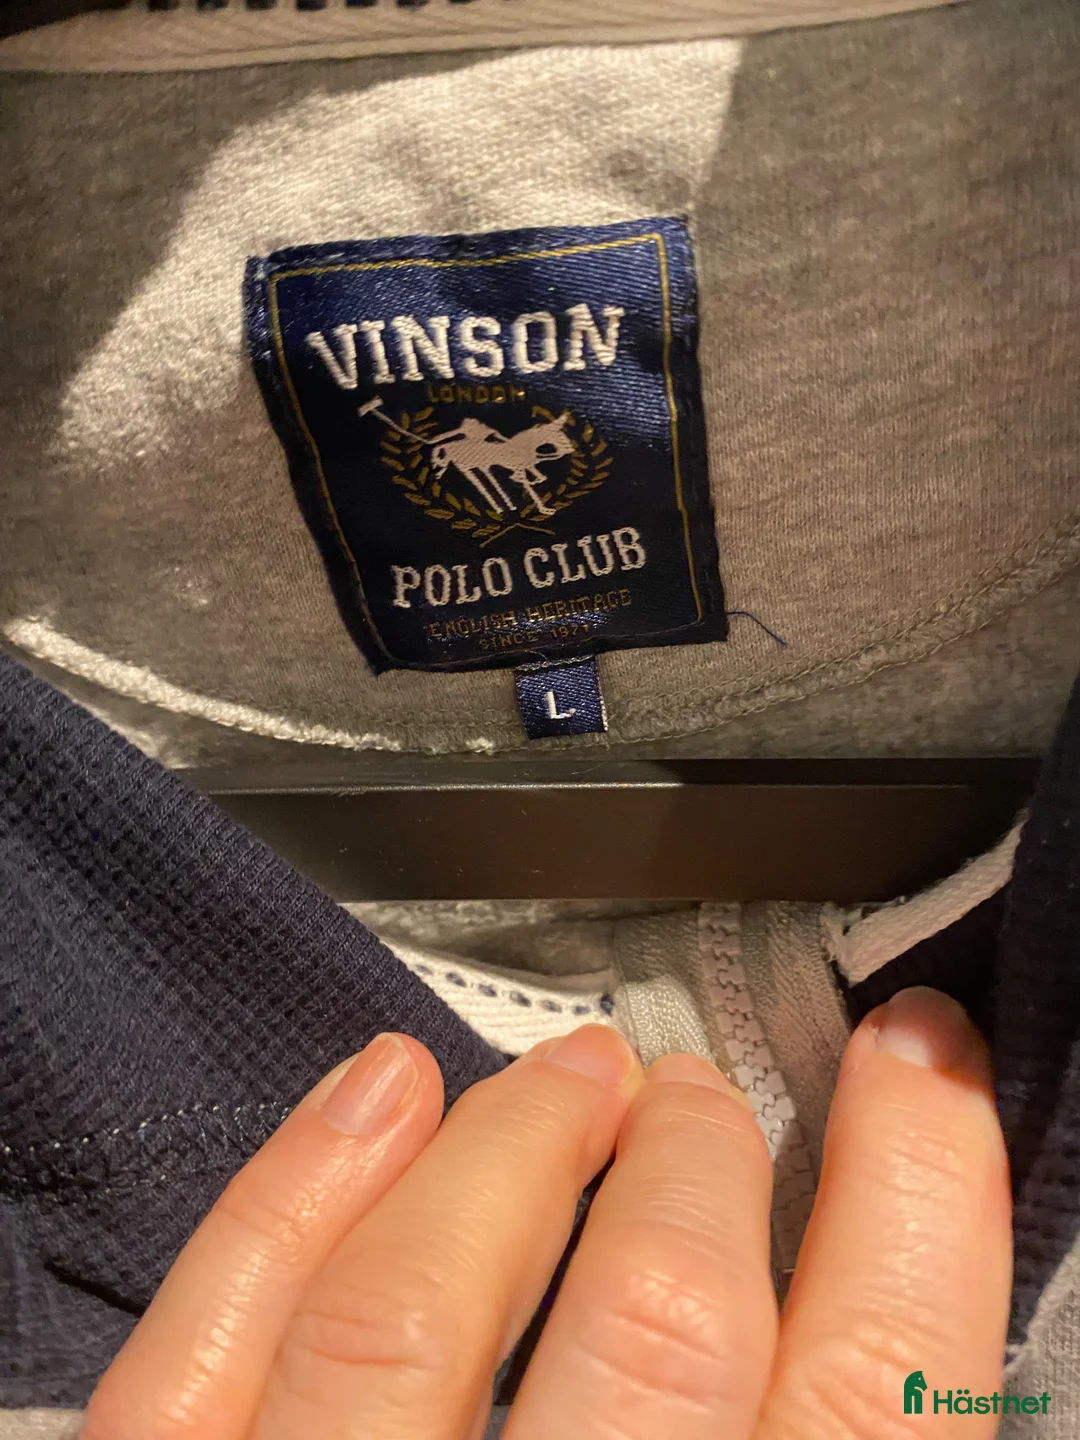 VINSON
LONDON
POLO CLUB
ENGLISH HERITAGE
SINCE 1971
L
Hästnet